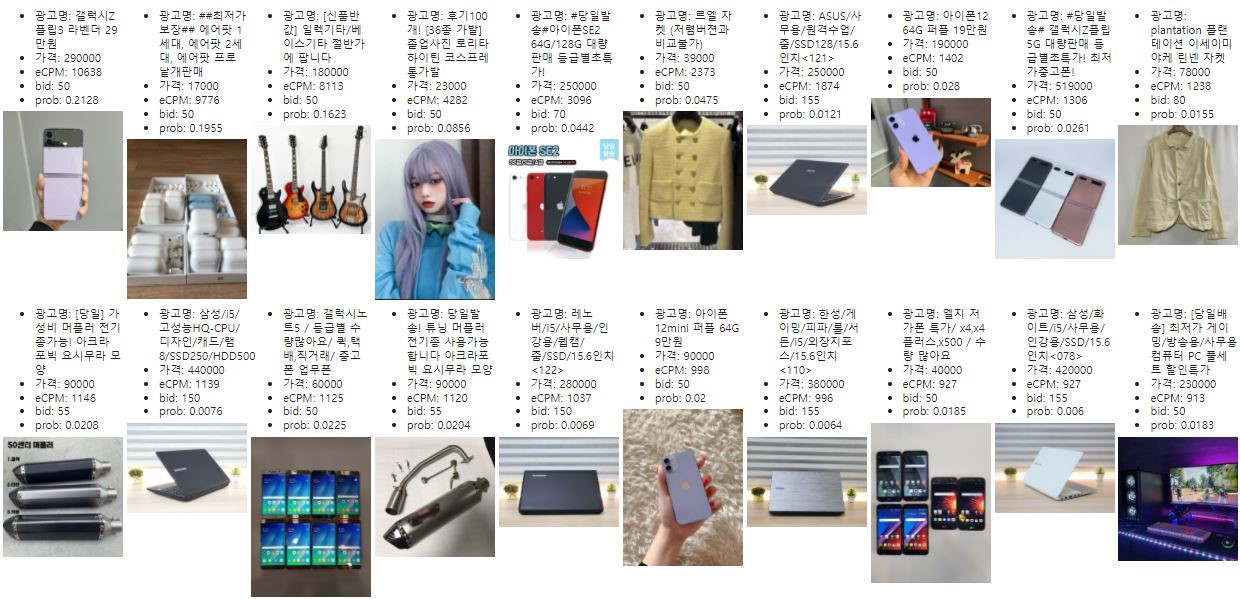 광고명: 갤럭시Z
플립3 라벤더 29
만원
가격: 290000
eCPM: 10638
bid: 50
prob: 0.2128
광고명: ##최저가
보장## 에어팟 1
세대, 에어팟 2세
대, 에어팟 프로
낱개판매
가격: 17000
eCPM: 9776
bid: 50
prob: 0.1955
광고명: [신품반
값] 일렉기타/베
이스기타 절반가
에 팝니다
가격: 180000
eCPM: 8113
bid: 50
prob: 0.1623
광고명: 후기100
개! [36종 가발]
졸업사진 로리타
하이틴 코스프레
통가발
가격: 23000
eCPM: 4282
bid: 50
prob: 0.0856
광고명: #당일발
송#아이폰SE2
64G/128G 대량
판매 등급별초특
가!
가격: 250000
eCPM: 3096
bid: 70
prob: 0.0442
아이폰 SE2
당일
발송
광고명: 르엘 자
켓 (저렴버젼과
비교불가)
가격: 39000
eCPM: 2373
bid: 50
prob: 0.0475
광고명: ASUS/사
무용/원격수업/
줌/SSD128/15.6
인치<121>
가격: 250000
eCPM: 1874
bid: 155
prob: 0.0121
광고명: 아이폰12
64G 퍼플 19만원
가격: 190000
eCPM: 1402
bid: 50
prob: 0.028
광고명: #당일발
송# 갤럭시Z플립
5G 대량판매 등
급별초특가! 최저
가중고폰!
가격: 519000
eCPM: 1306
bid: 50
prob: 0.0261
광고명:
plantation 플랜
테이션 이세이미
야케 린넨 자켓
가격: 78000
eCPM: 1238
bid: 80
prob: 0.0155
광고명: [당일] 가
성비 머플러 전기
종가능! 아크라
포빅 요시무라 모
양
가격: 90000
eCPM: 1146
bid: 55
prob: 0.0208
50센티 머플러
광고명: 삼성/i5/
고성능HQ-CPU/
디자인/캐드/램
8/SSD250/HDD500
가격: 440000
eCPM: 1139
bid: 150
prob: 0.0076
광고명: 갤럭시노
트5 / 등급별 수
량많아요/ 퀵,택
배,직거래/ 중고
폰 업무폰
가격: 60000
eCPM: 1125
bid: 50
prob: 0.0225
광고명: 당일발
송! 튜닝 머플러
전기종 사용가능
합니다 아크라포
빅 요시무라 모양
가격: 90000
eCPM: 1120
bid: 55
prob: 0.0204
광고명: 레노
버/i5/사무용/인
강용/웹캠/
줌/SSD/15.6인치
<122>
가격: 280000
eCPM: 1037
bid: 150
prob: 0.0069
광고명: 아이폰
12mini 퍼플 64G
9만원
가격: 90000
eCPM: 998
bid: 50
prob: 0.02
광고명: 한성/게
이밍/피파/롤/서
든/i5/외장지포
스/15.6인치
<110>
가격: 380000
eCPM: 996
bid: 155
prob: 0.0064
광고명: 엘지 저
가폰 특가/ x4,x4
플러스,x500 / 수
량 많아요
가격: 40000
eCPM: 927
bid: 50
prob: 0.0185
광고명: 삼성/화
이트/i5/사무용/
인강용/SSD/15.6
인치<078>
가격: 420000
eCPM: 927
bid: 155
prob: 0.006
광고명: [당일배
송] 최저가 게이
밍/방송용/사무용
컴퓨터 PC 풀세
트 할인특가
가격: 230000
eCPM: 913
bid: 50
prob: 0.0183